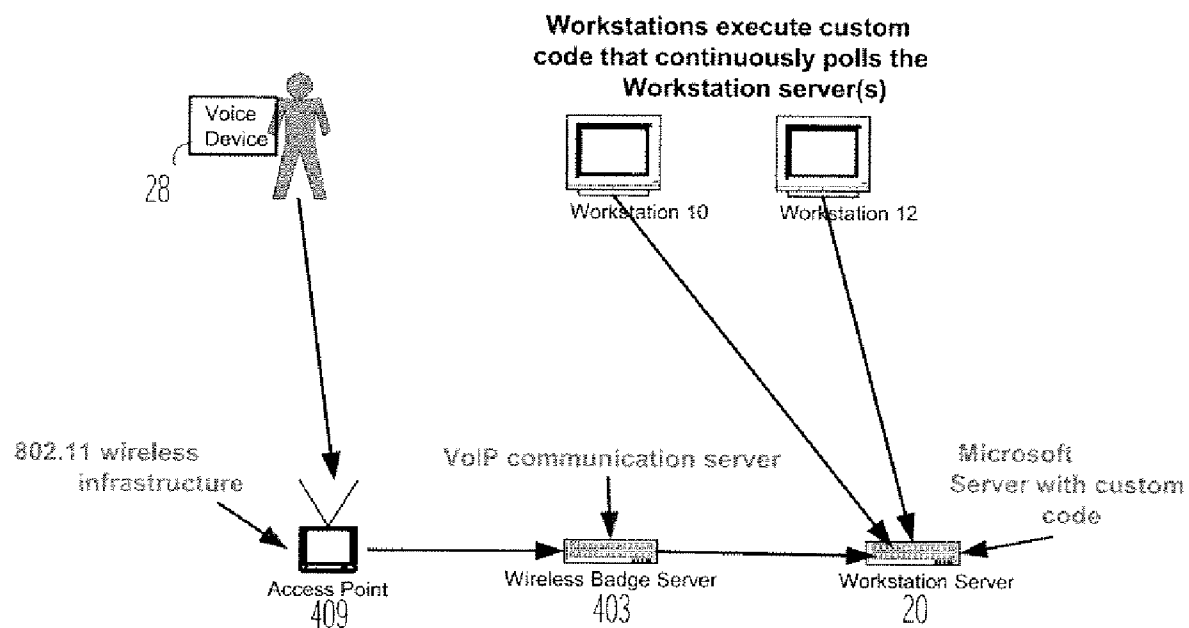 Workstations execute custom
code that continuously polls the
Workstation server(s)
Voice
Device
28
Workstation 10
Workstation 12
802.11 wireless
infrastructure
VoIP communication server
Microsoft
Server with custom
code
Access Point
409
Wireless Badge Server
403
Workstation Server
20